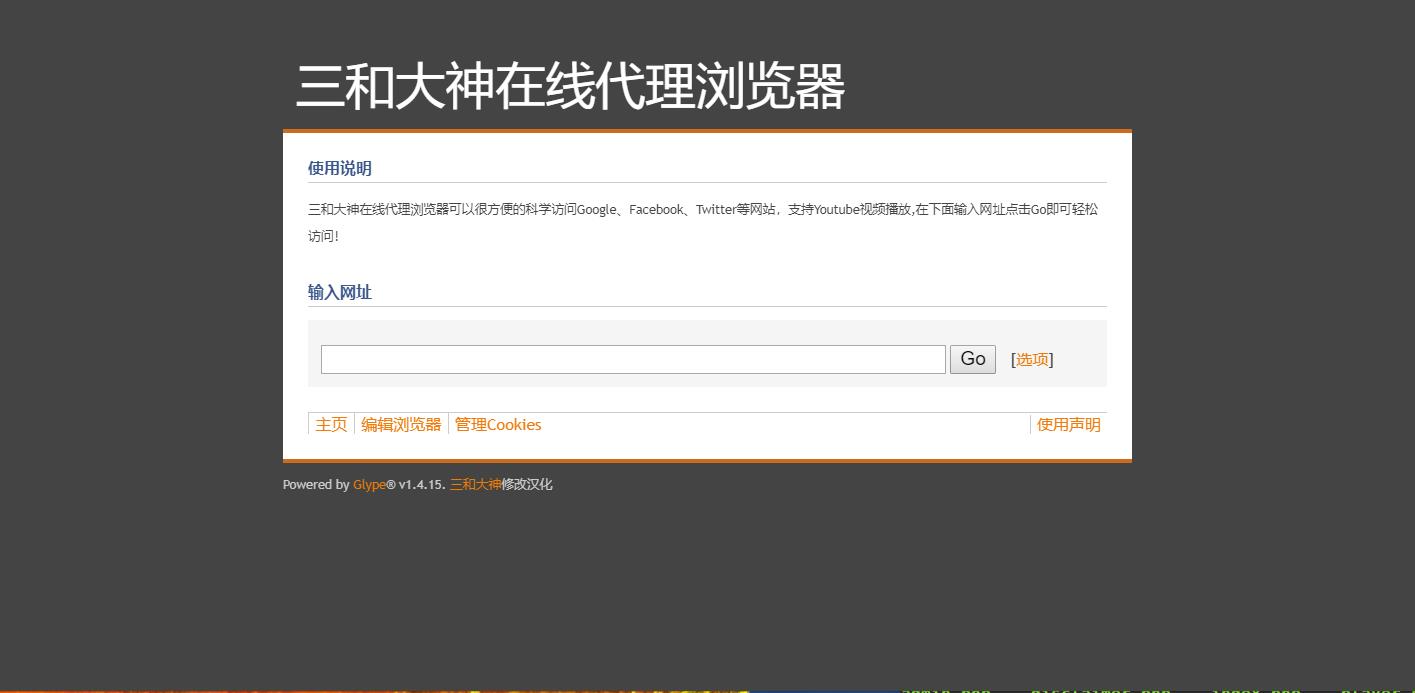 三和大神在线代理浏览器
使用说明
三和大神在线代理浏览器可以很方便的科学访问Google、Facebook、Twitter等网站，支持Youtube视频播放,在下面输入网址点击Go即可轻松
访问！
输入网址
Go [选项]
主页 编辑浏览器 管理Cookies 使用声明
Powered by Glype® v1.4.15. 三和大神修改汉化